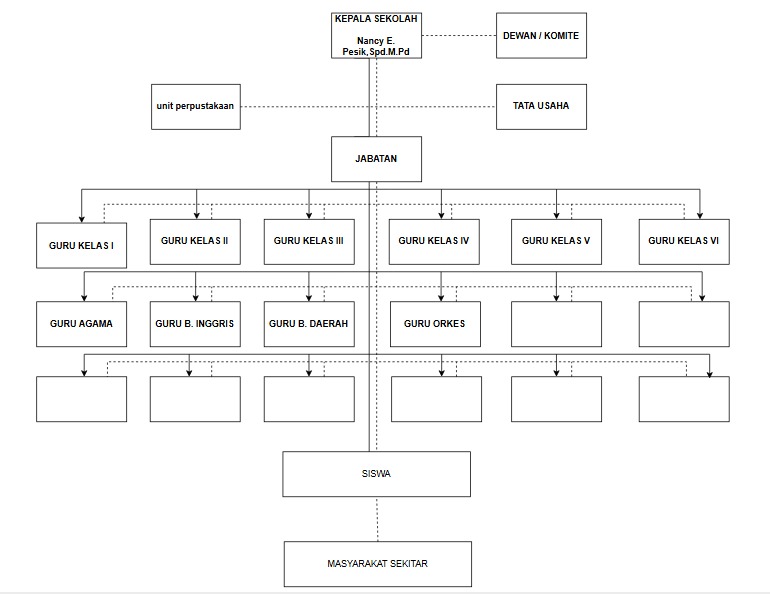 KEPALA SEKOLAH
Nancy E.
Pesik,Spd.M.Pd
DEWAN / KOMITE
unit perpustakaan
TATA USAHA
JABATAN
GURU KELAS I
GURU KELAS II
GURU KELAS III
GURU KELAS IV
GURU KELAS V
GURU KELAS VI
GURU AGAMA
GURU B. INGGRIS
GURU B. DAERAH
GURU ORKES
SISWA
MASYARAKAT SEKITAR